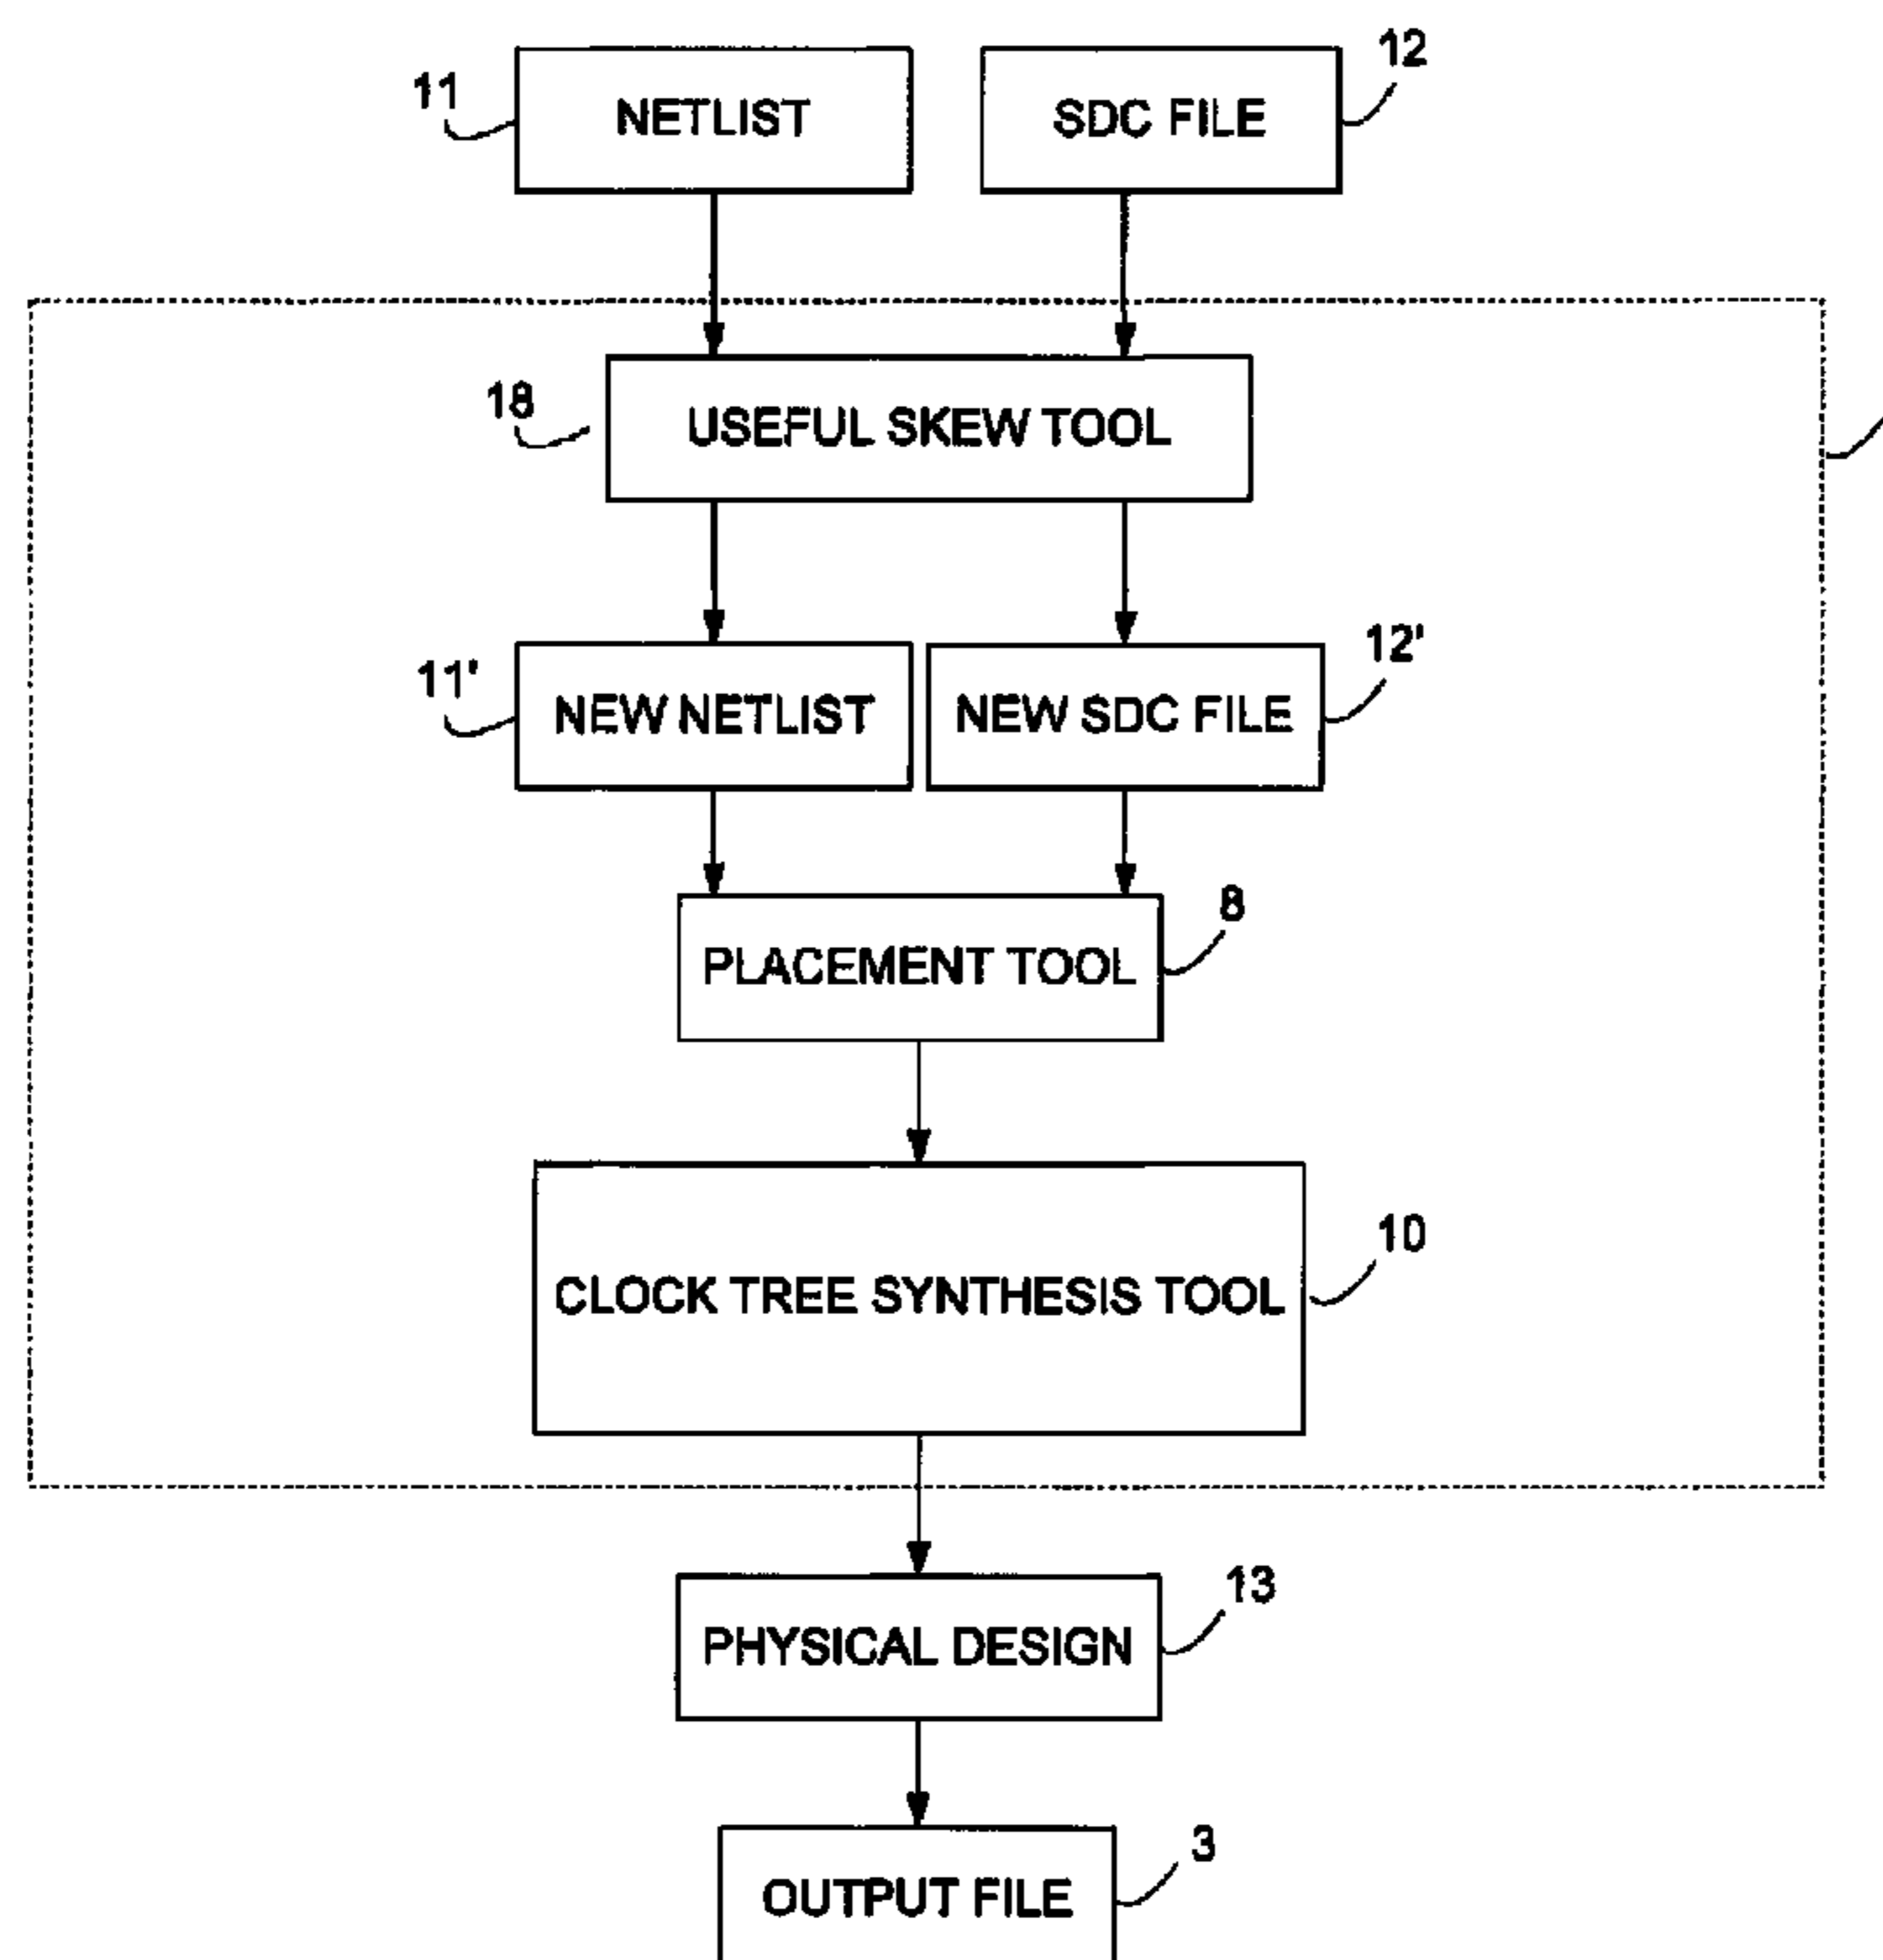 12
11
NETLIST
SDC FILE
18
USEFUL SKEW TOOL
12'
11'
NEW NETLIST
NEW SDC FILE
8
PLACEMENT TOOL
10
CLOCK TREE SYNTHESIS TOOL
13
PHYSICAL DESIGN
3
OUTPUT FILE